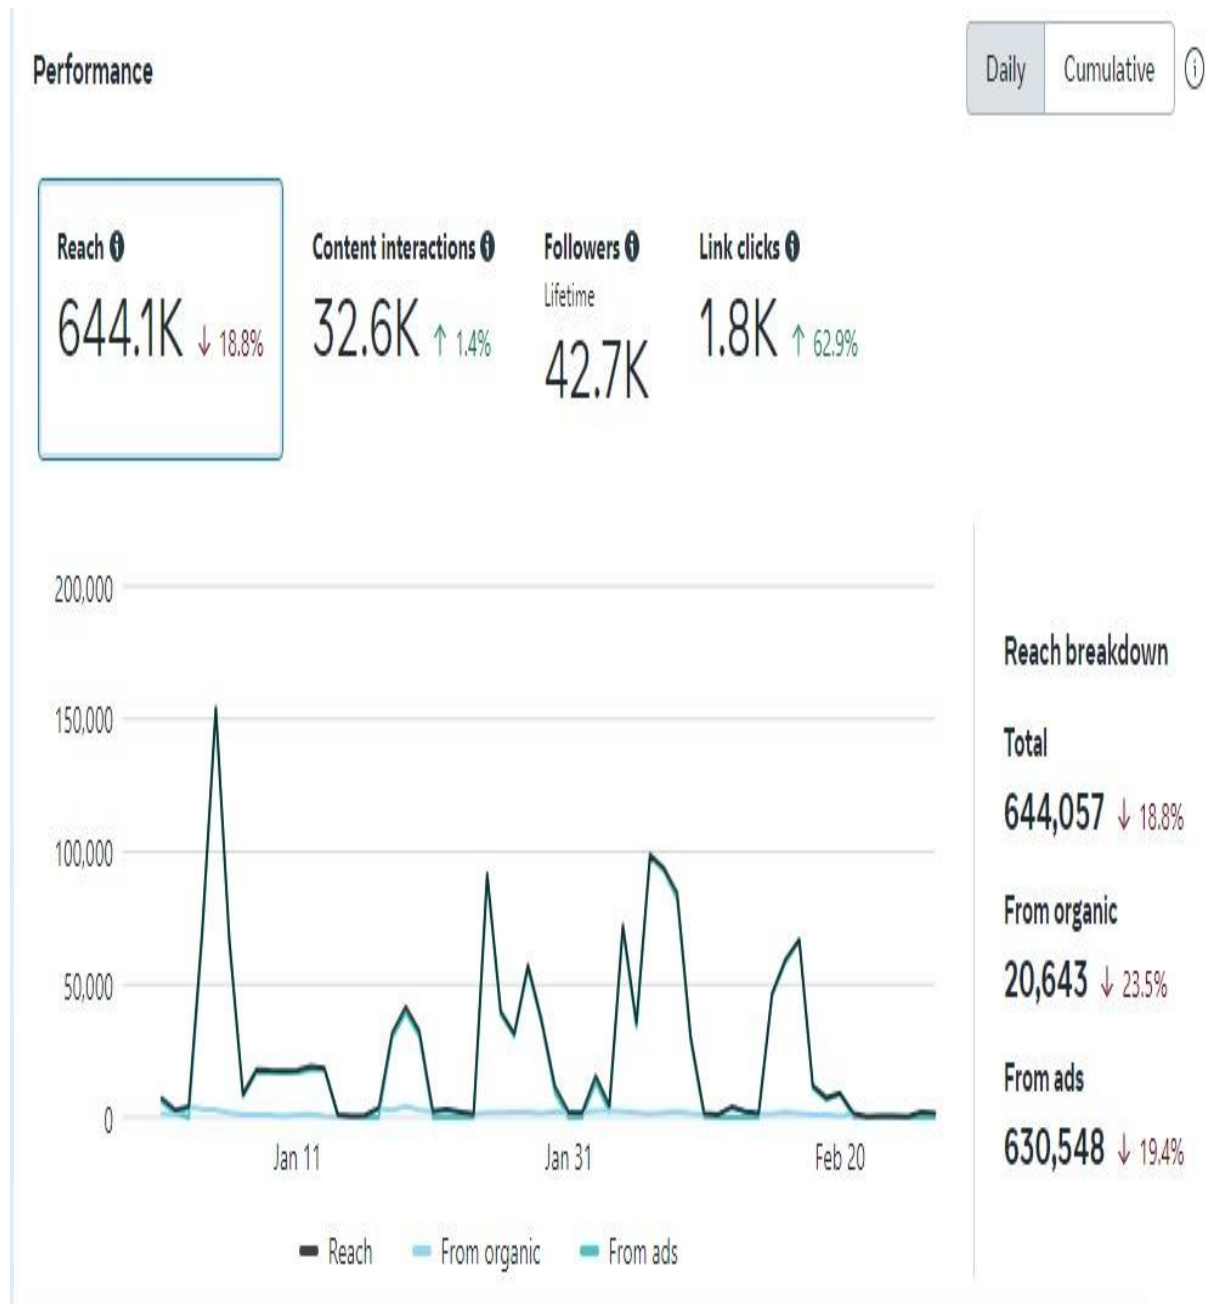 Performance
Daily Cumulative
Reach
644.1K ↓ 18.8%
Content interactions
32.6K ↑ 1.4%
Followers
Lifetime
42.7K
Link clicks
1.8K ↑ 62.9%
200,000
150,000
100,000
50,000
0
Jan 11 Jan 31 Feb 20
Reach From organic From ads
Reach breakdown
Total
644,057 ↓ 18.8%
From organic
20,643 ↓ 23.5%
From ads
630,548 ↓ 19.4%